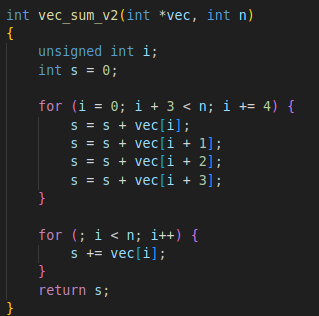 int vec_sum_v2(int *vec, int n)
{
    unsigned int i;
    int s = 0;

    for (i = 0; i + 3 < n; i += 4) {
        s = s + vec[i];
        s = s + vec[i + 1];
        s = s + vec[i + 2];
        s = s + vec[i + 3];
    }

    for (; i < n; i++) {
        s += vec[i];
    }
    return s;
}